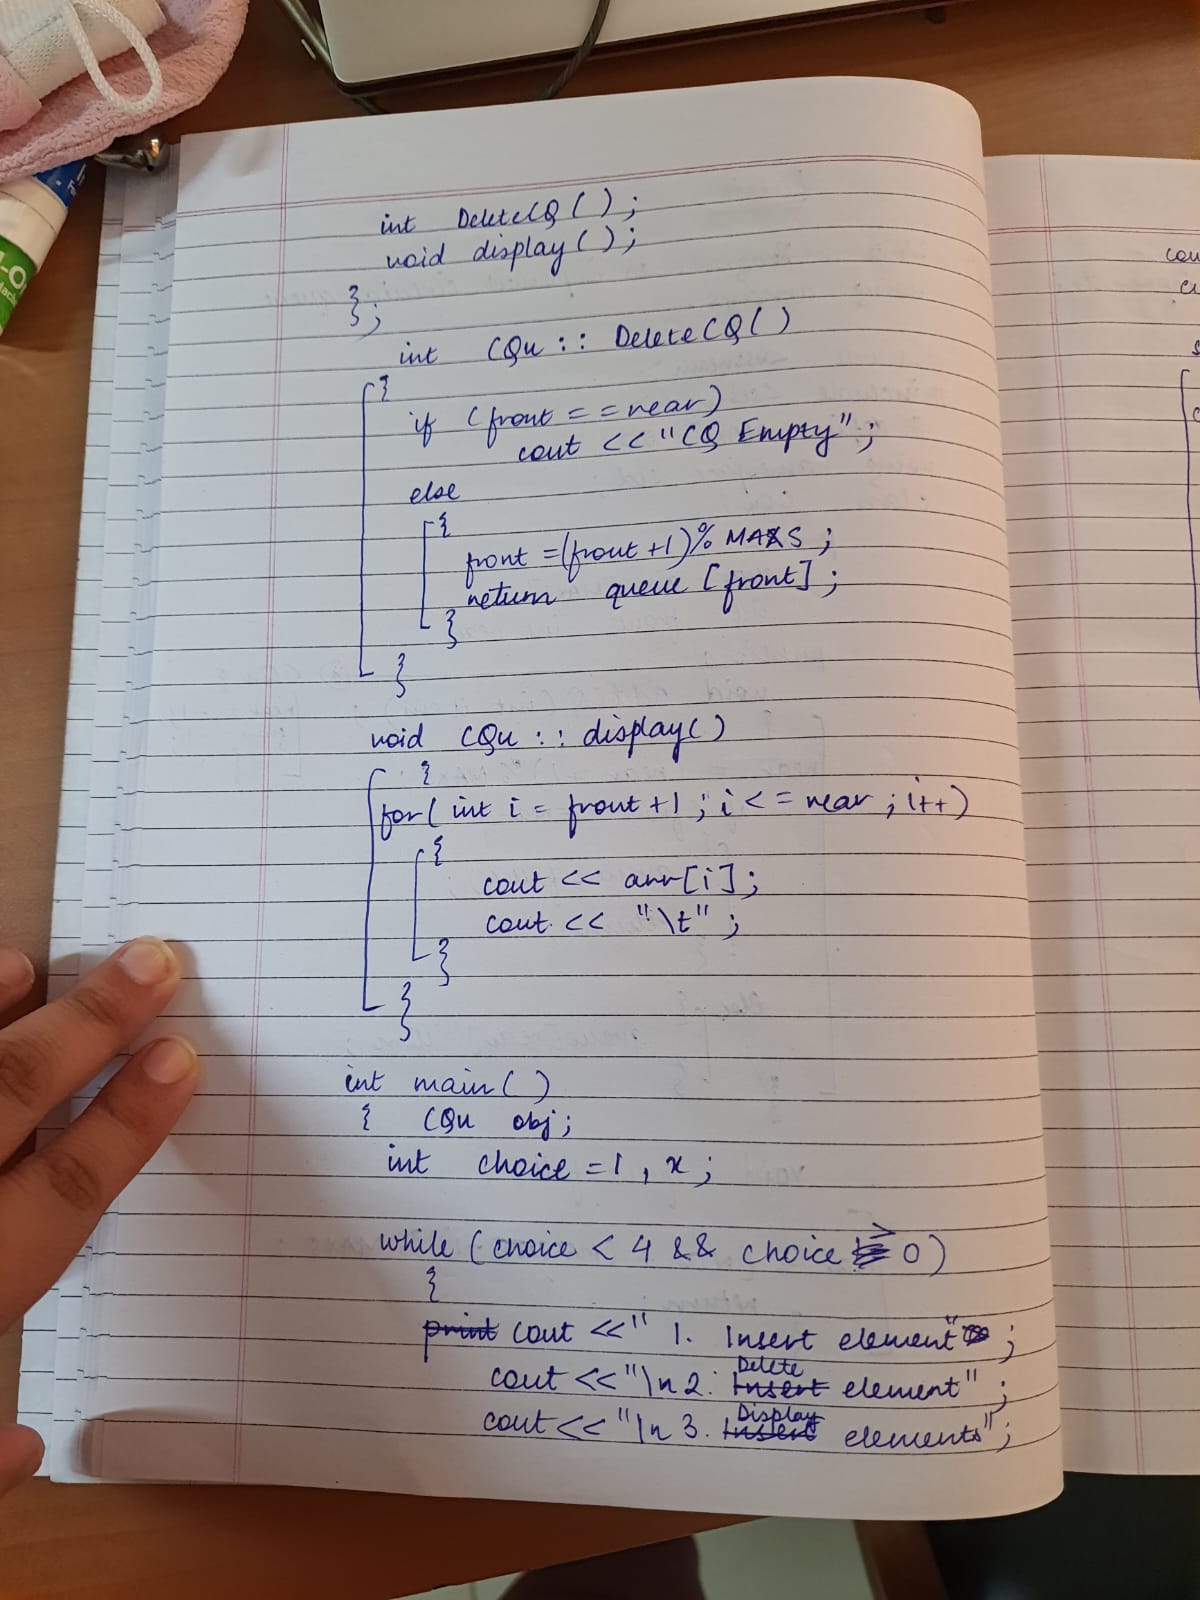 int DeleteCQ();
void display();
};
int CQu :: DeleteCQ()
{
if (front == rear)
cout << "CQ Empty";
else
{
front = (front +1)% MAXS;
return queue [front];
}
}
void CQu :: display()
{
for( int i = front +1 ; i <= rear ; i++)
{
cout << arr[i];
cout << "\t";
}
}
int main()
{ CQu obj;
int choice = 1, x;
while (choice < 4 && choice > 0)
{
print cout << " 1. Insert element" ;
cout << "\n 2. Insert Delete element" ;
cout << "\n 3. Insert Display elements" ;